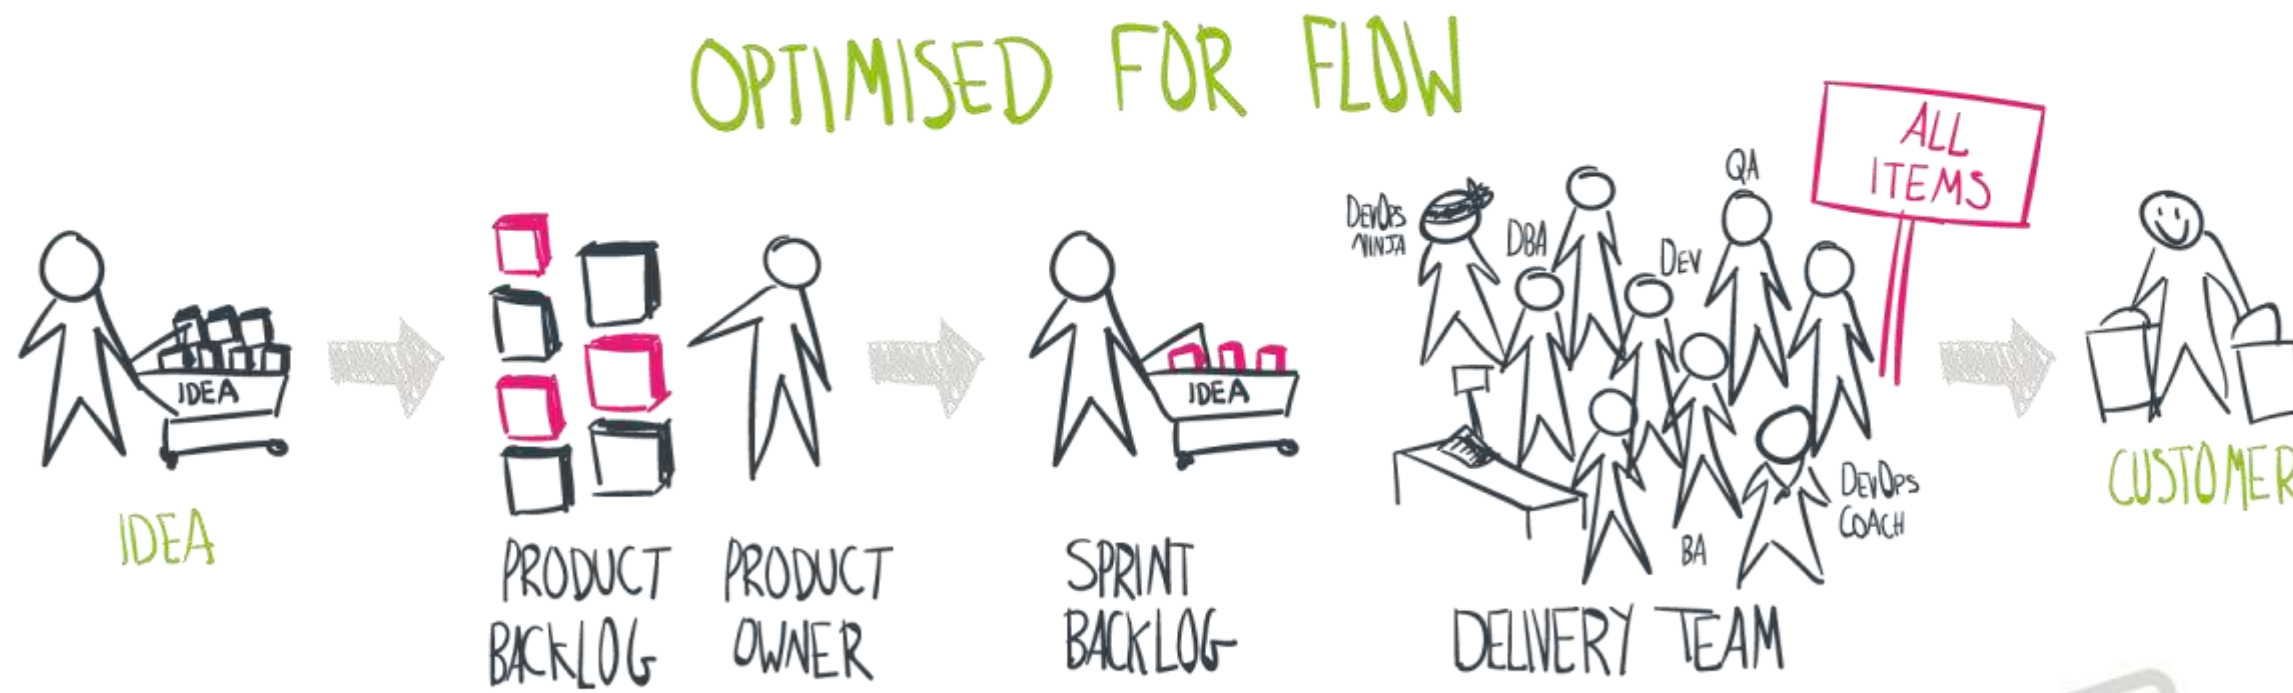 OPTIMISED FOR FLOW
ALL
ITEMS
QA
DEVOPS
NINJA
DBA
DEV
IDEA
IDEA
DEVOPS
COACH
BA
IDEA
PRODUCT
BACKLOG
PRODUCT
OWNER
SPRINT
BACKLOG
DELIVERY TEAM
CUSTOMER